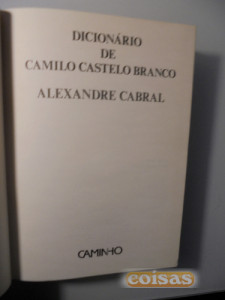 DICIONÁRIO
DE
CAMILO CASTELO BRANCO
ALEXANDRE CABRAL
CAMINHO
coisas